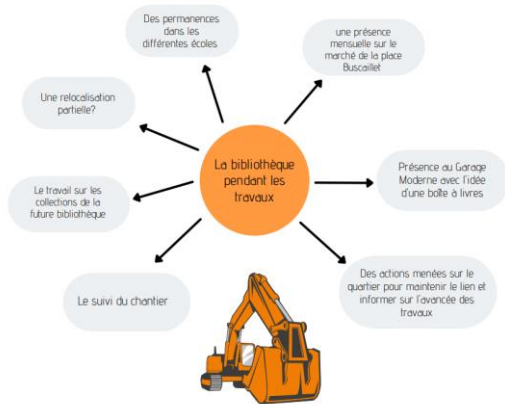 Des permanences
dans les
différentes écoles
une présence
mensuelle sur le
marché de la place
Buscaillet
Une relocalisation
partielle?
La bibliothèque
pendant les
travaux
Présence au Garage
Moderne avec l'idée
d'une boîte à livres
Le travail sur les
collections de la
future bibliothèque
Le suivi du chantier
Des actions menées sur le
quartier pour maintenir le lien et
informer sur l'avancée des
travaux